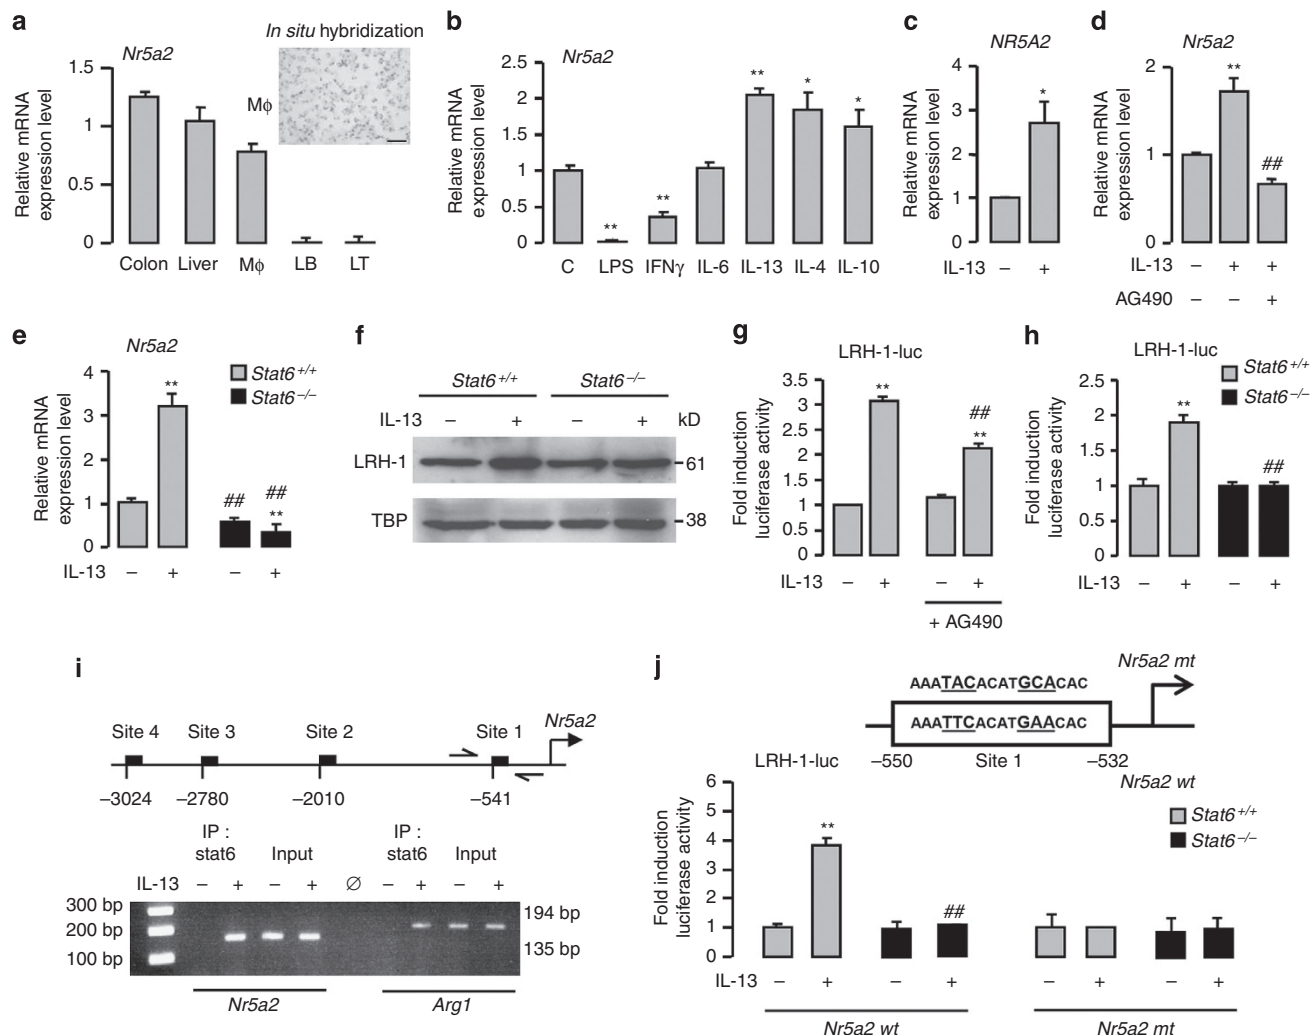 a
Nr5a2
In situ hybridization
Mϕ
Relative mRNA
expression level
1.5
1
0.5
0
Colon Liver Mϕ LB LT
b
Nr5a2
Relative mRNA
expression level
2.5
2
1.5
1
0.5
0
** ** ** * *
C LPS IFNγ IL-6 IL-13 IL-4 IL-10
c
NR5A2
Relative mRNA
expression level
4
3
2
1
0
*
IL-13 – +
d
Nr5a2
Relative mRNA
expression level
2
1
0
** ##
IL-13 – + +
AG490 – – +
e
Nr5a2
Stat6+/+
Stat6–/–
Relative mRNA
expression level
4
3
2
1
0
**
## ##
**
IL-13 – + – +
f
Stat6+/+ Stat6–/–
IL-13 – + – + kD
LRH-1 61
TBP 38
g
LRH-1-luc
Fold induction
luciferase activity
3.5
3
2.5
2
1.5
1
0.5
0
**
##
**
IL-13 – + – +
+ AG490
h
LRH-1-luc
Stat6+/+
Stat6–/–
Fold induction
luciferase activity
2.5
2
1.5
1
0.5
0
**
##
IL-13 – + – +
i
Site 4 Site 3 Site 2 Site 1 Nr5a2
–3024 –2780 –2010 –541
IP : IP :
stat6 Input stat6 Input
IL-13 – + – + ∅ – + – +
300 bp
200 bp
100 bp
194 bp
135 bp
Nr5a2 Arg1
j
Nr5a2 mt
AAATACACATGCACAC
AAATTCACATGAACAC
–550 Site 1 –532
Nr5a2 wt
LRH-1-luc
Stat6+/+
Stat6–/–
Fold induction
luciferase activity
6
5
4
3
2
1
0
**
##
IL-13 – + – + – + – +
Nr5a2 wt Nr5a2 mt